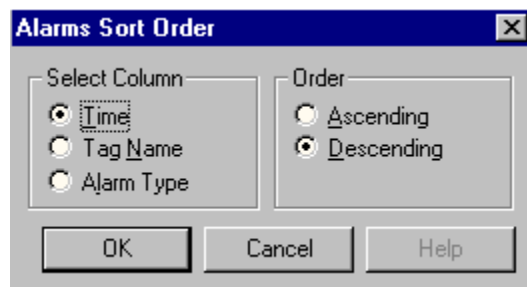 Alarms Sort Order
Select Column
Time
Tag Name
Alarm Type
Order
Ascending
Descending
OK Cancel Help